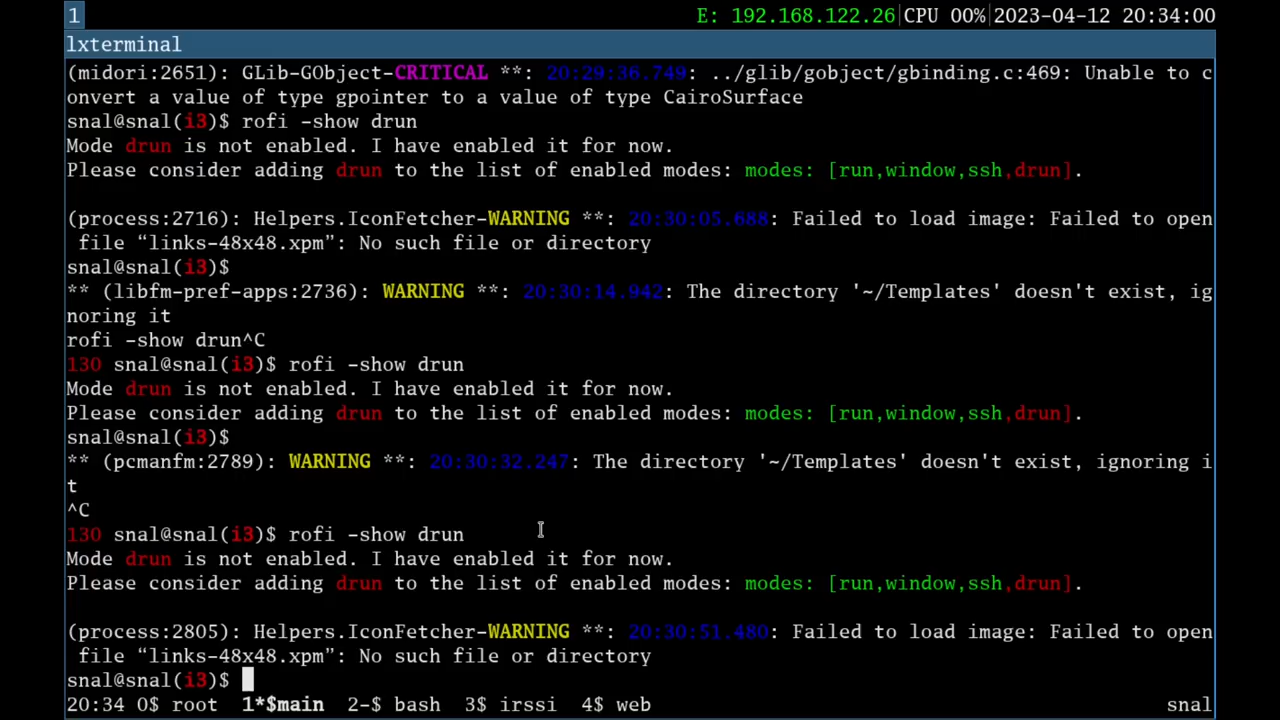 1 E: 192.168.122.26|CPU 00%|2023-04-12 20:34:00
lxterminal
(midori:2651): GLib-GObject-CRITICAL **: 20:29:36.749: ../glib/gobject/gbinding.c:469: Unable to c
onvert a value of type gpointer to a value of type CairoSurface
snal@snal(i3)$ rofi -show drun
Mode drun is not enabled. I have enabled it for now.
Please consider adding drun to the list of enabled modes: modes: [run,window,ssh,drun].
(process:2716): Helpers.IconFetcher-WARNING **: 20:30:05.688: Failed to load image: Failed to open
 file “links-48x48.xpm”: No such file or directory
snal@snal(i3)$
** (libfm-pref-apps:2736): WARNING **: 20:30:14.942: The directory '~/Templates' doesn't exist, ig
noring it
rofi -show drun^C
130 snal@snal(i3)$ rofi -show drun
Mode drun is not enabled. I have enabled it for now.
Please consider adding drun to the list of enabled modes: modes: [run,window,ssh,drun].
snal@snal(i3)$
** (pcmanfm:2789): WARNING **: 20:30:32.247: The directory '~/Templates' doesn't exist, ignoring i
t
^C
130 snal@snal(i3)$ rofi -show drun
Mode drun is not enabled. I have enabled it for now.
Please consider adding drun to the list of enabled modes: modes: [run,window,ssh,drun].
(process:2805): Helpers.IconFetcher-WARNING **: 20:30:51.480: Failed to load image: Failed to open
 file “links-48x48.xpm”: No such file or directory
snal@snal(i3)$
20:34 0$ root 1*$main 2-$ bash 3$ irssi 4$ web snal